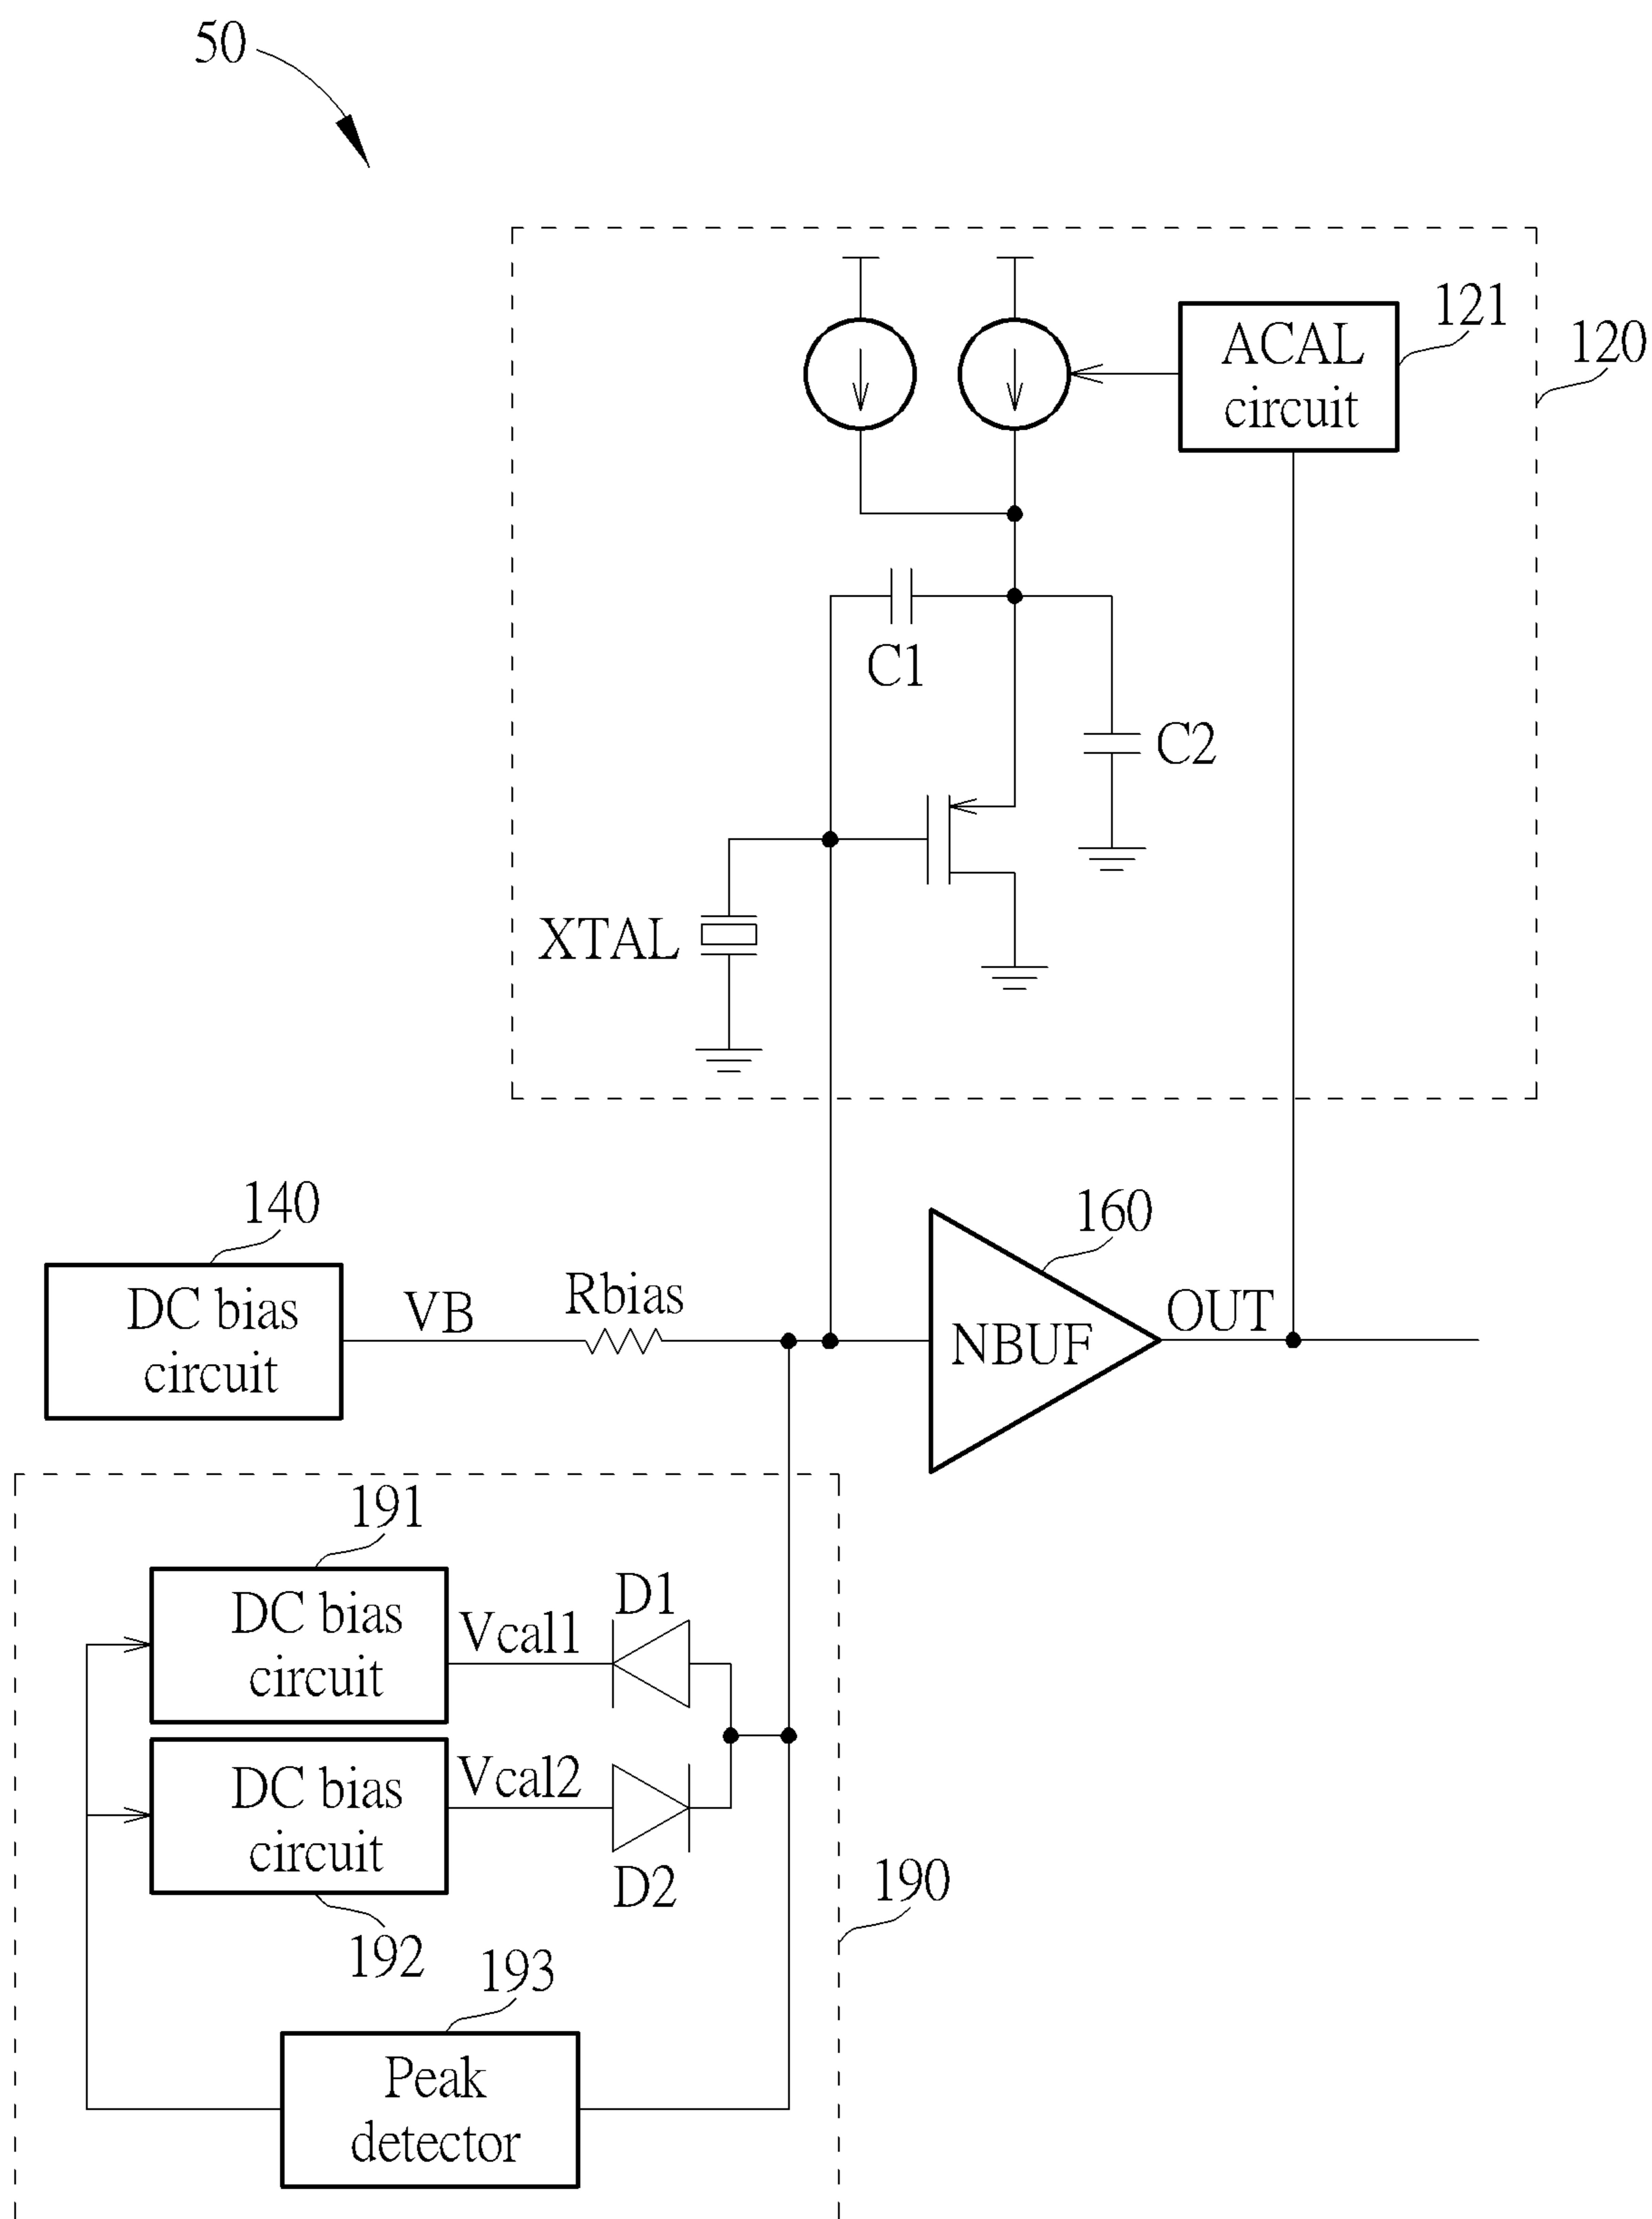 50
120
121
ACAL
circuit
C1
C2
XTAL
140
DC bias
circuit
VB
Rbias
160
NBUF
OUT
191
DC bias
circuit
Vcal1
D1
DC bias
circuit
Vcal2
D2
192
190
193
Peak
detector